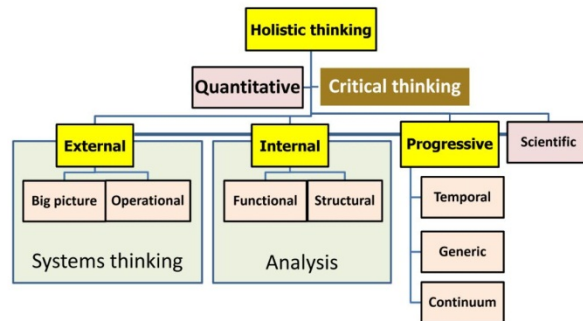 Holistic thinking
Quantitative
Critical thinking
External
Internal
Progressive
Scientific
Big picture
Operational
Functional
Structural
Temporal
Systems thinking
Analysis
Generic
Continuum